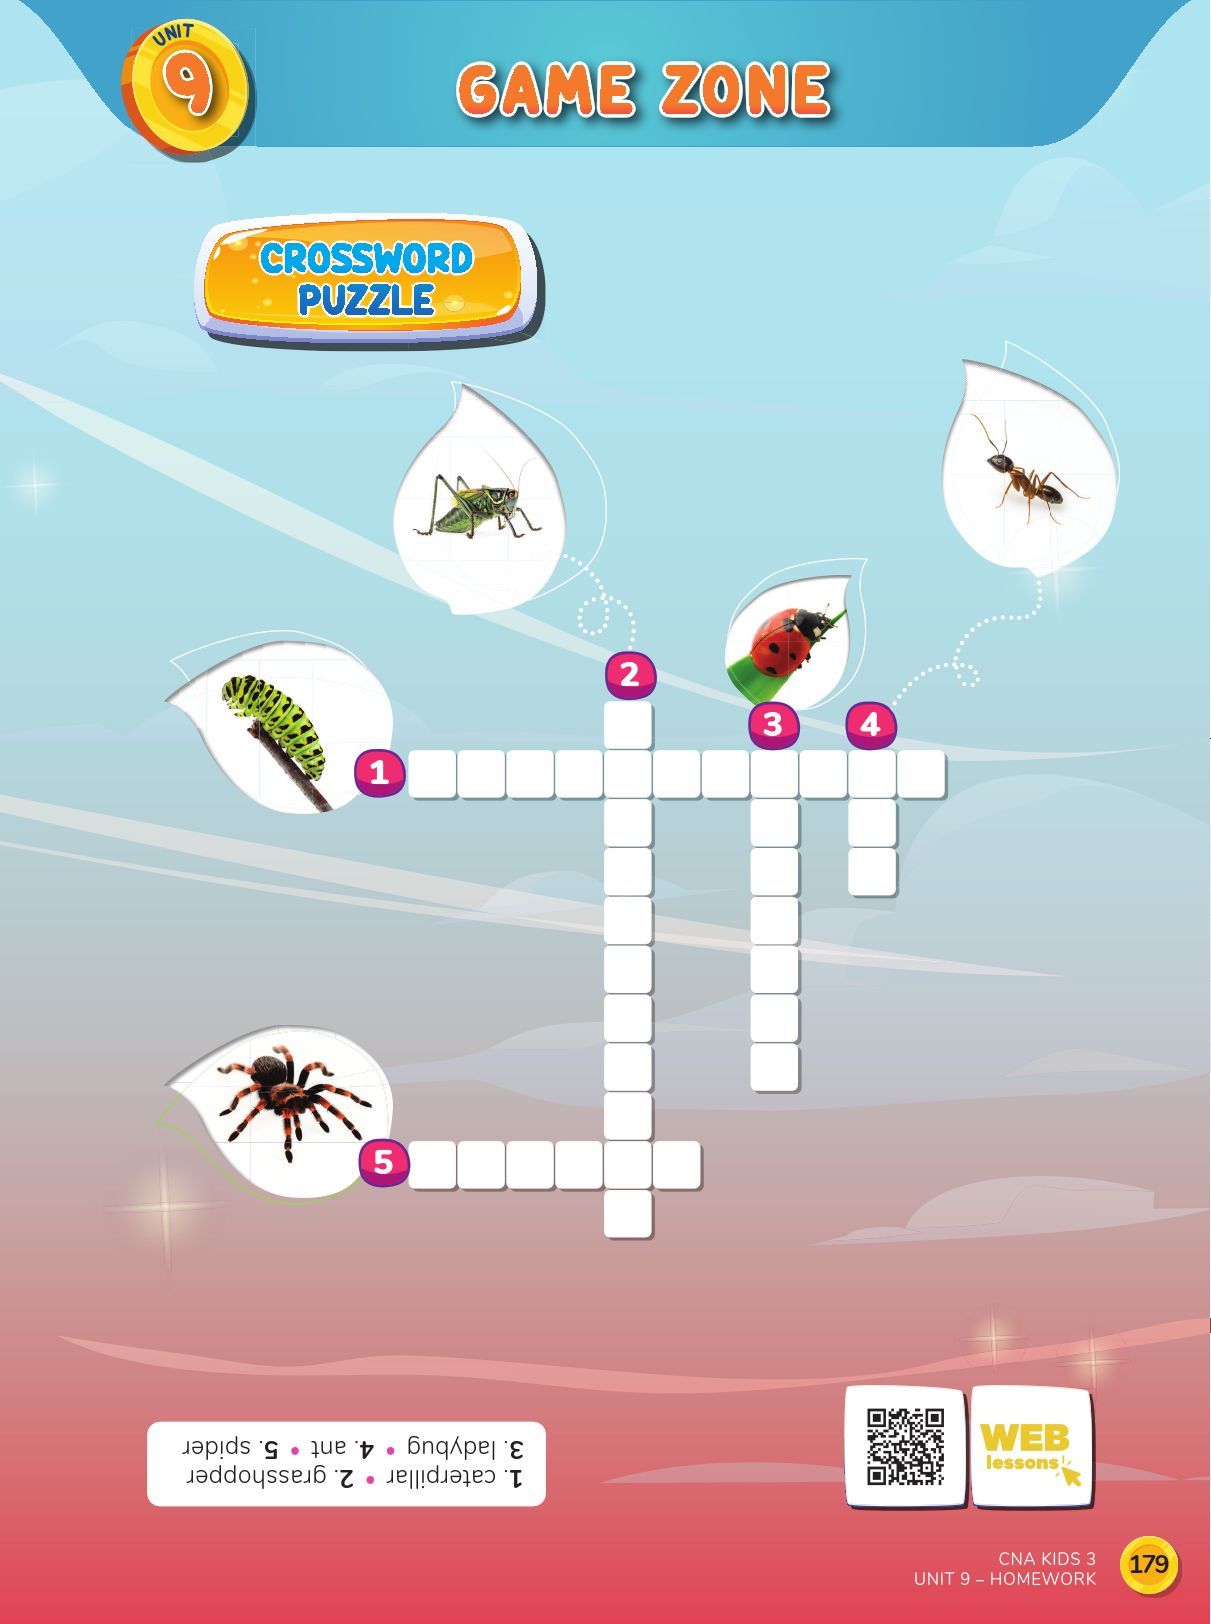 UNIT
9
GAME ZONE
CROSSWORD
PUZZLE
2
3
4
1
5
1. caterpillar • 2. grasshopper
3. ladybug • 4. ant • 5. spider
WEB
lessons
CNA KIDS 3
UNIT 9 – HOMEWORK
179